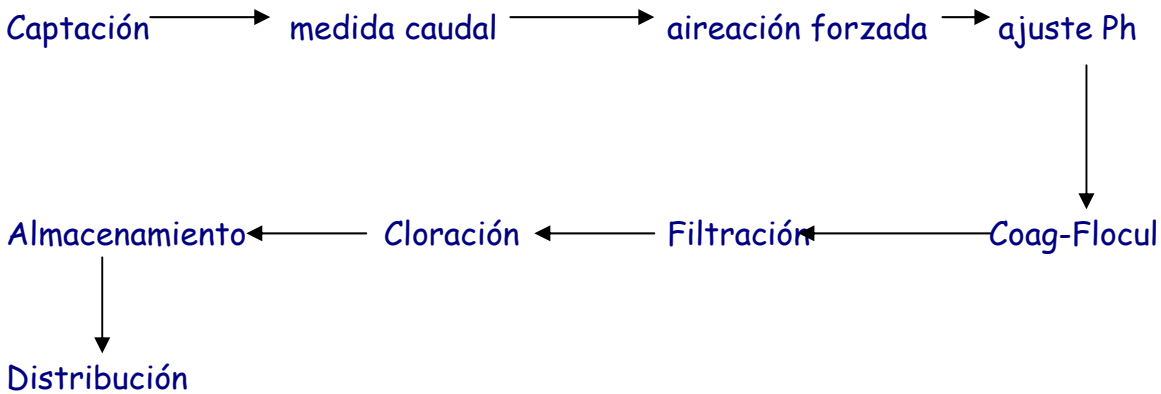 Captación medida caudal aireación forzada ajuste Ph
Almacenamiento Cloración Filtración Coag-Flocul
Distribución